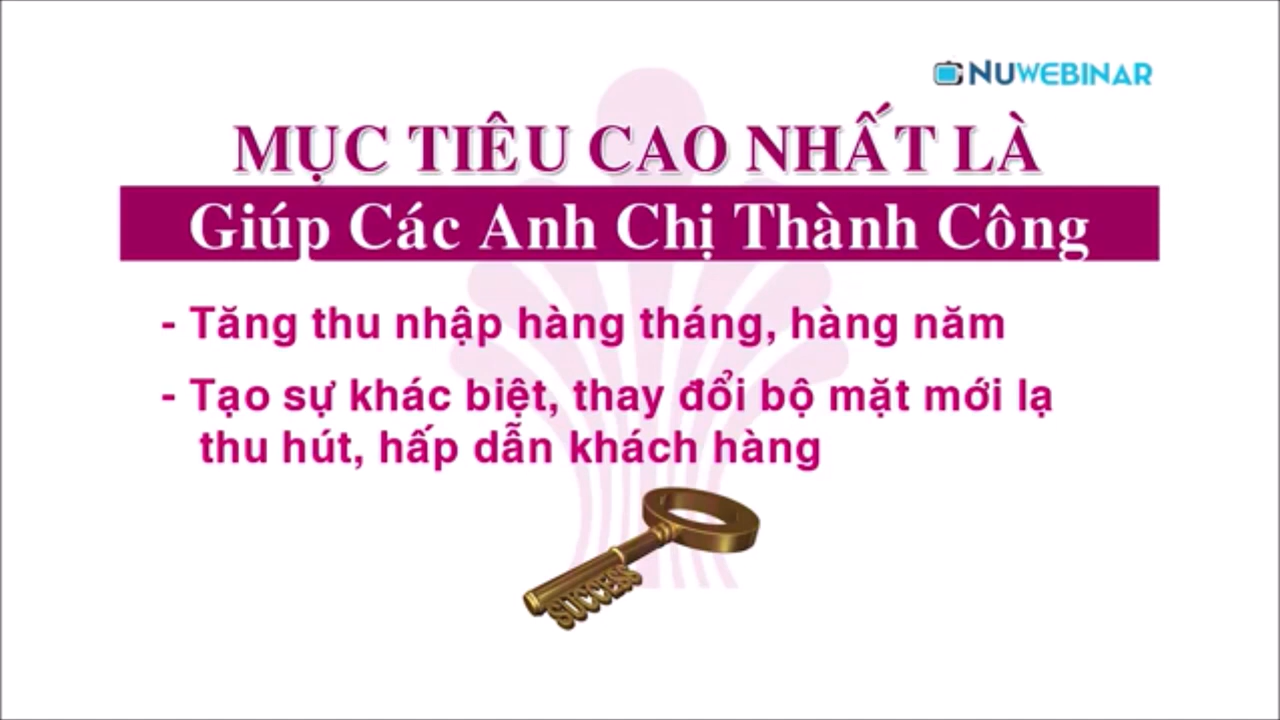 NUWEBINAR
MỤC TIÊU CAO NHẤT LÀ
Giúp Các Anh Chị Thành Công
- Tăng thu nhập hàng tháng, hàng năm
- Tạo sự khác biệt, thay đổi bộ mặt mới lạ
thu hút, hấp dẫn khách hàng
SUCCESS